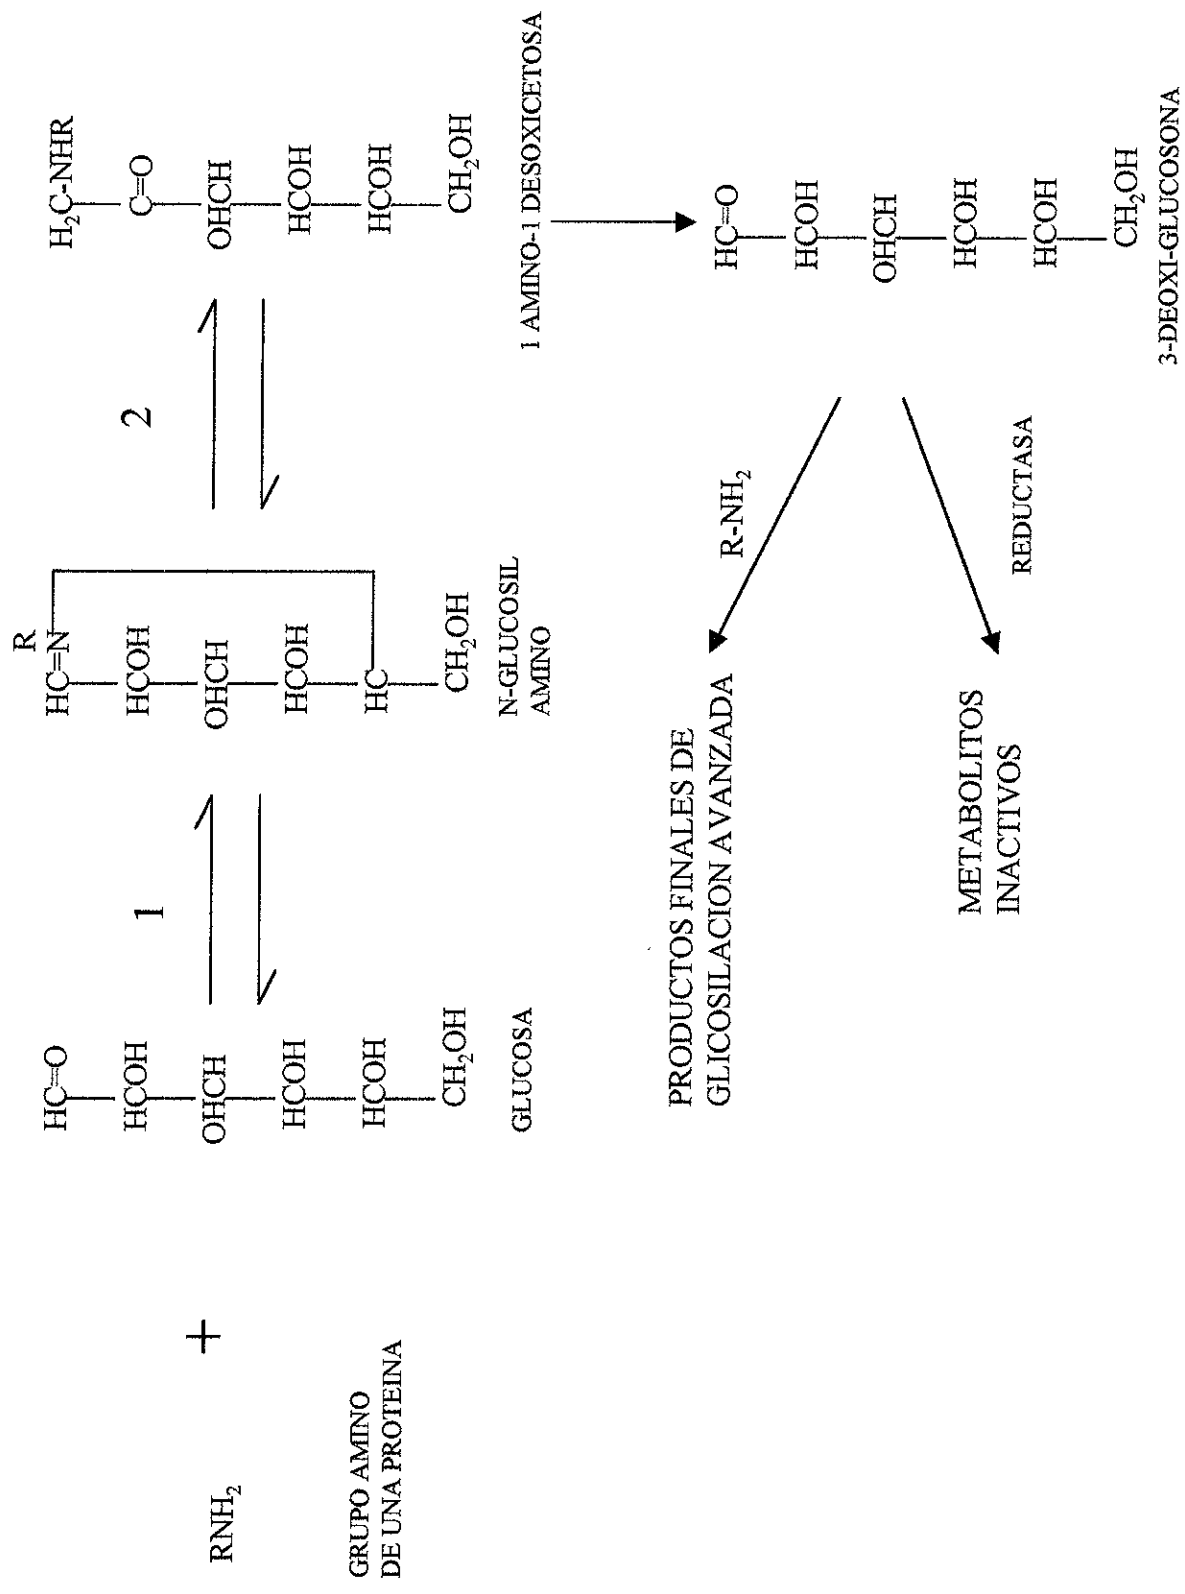 RNH₂
GRUPO AMINO
DE UNA PROTEINA
+
HC=O
HCOH
OHCH
HCOH
HCOH
CH₂OH
GLUCOSA
1
R
HC=N
HCOH
OHCH
HCOH
HC
CH₂OH
N-GLUCOSIL
AMINO
2
H₂C-NHR
C=O
OHCH
HCOH
HCOH
CH₂OH
1 AMINO-1 DESOXICETOSA
HC=O
HCOH
OHCH
HCOH
HCOH
CH₂OH
3-DEOXI-GLUCOSONA
R-NH₂
REDUCTASA
PRODUCTOS FINALES DE
GLICOSILACION AVANZADA
METABOLITOS
INACTIVOS